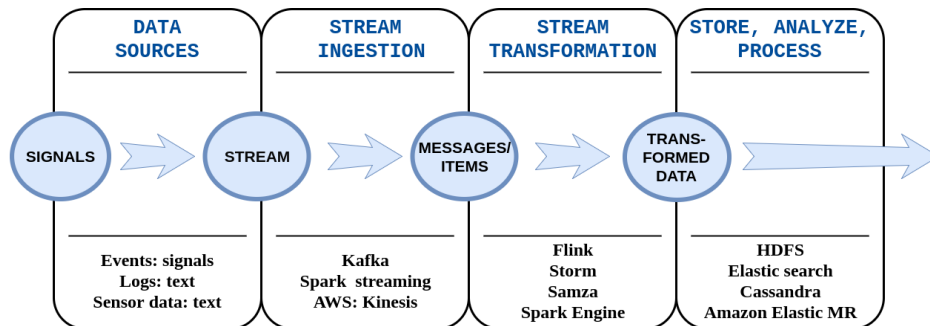 DATA
SOURCES
STREAM
INGESTION
STREAM
TRANSFORMATION
STORE, ANALYZE,
PROCESS
SIGNALS
STREAM
MESSAGES/
ITEMS
TRANS-
FORMED
DATA
Events: signals
Logs: text
Sensor data: text
Kafka
Spark streaming
AWS: Kinesis
Flink
Storm
Samza
Spark Engine
HDFS
Elastic search
Cassandra
Amazon Elastic MR